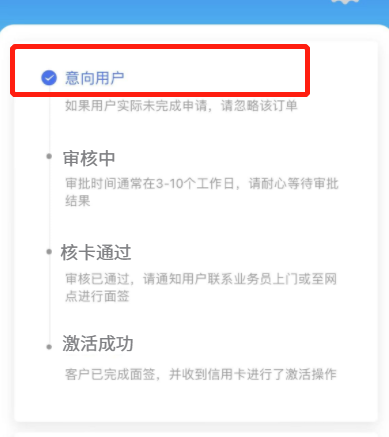 意向用户
如果用户实际未完成申请，请忽略该订单
审核中
审批时间通常在3-10个工作日，请耐心等待审批
结果
核卡通过
审核已通过，请通知用户联系业务员上门或至网
点进行面签
激活成功
客户已完成面签，并收到信用卡进行了激活操作